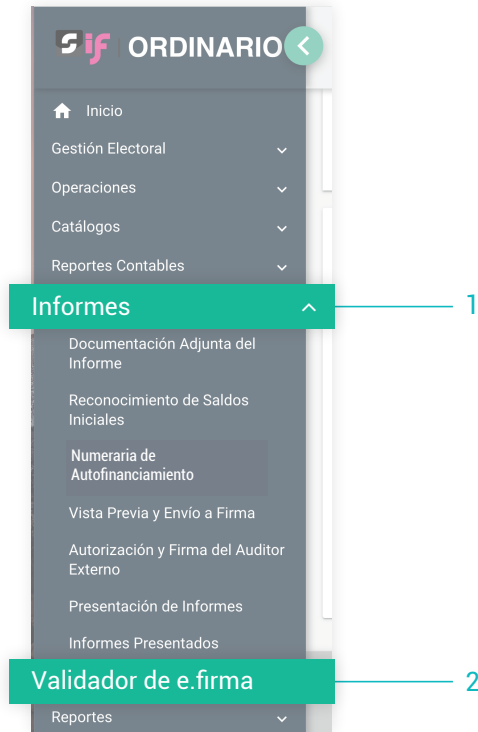 sif ORDINARIO
Inicio
Gestión Electoral
Operaciones
Catálogos
Reportes Contables
Informes
1
Documentación Adjunta del
Informe
Reconocimiento de Saldos
Iniciales
Numeraria de
Autofinanciamiento
Vista Previa y Envío a Firma
Autorización y Firma del Auditor
Externo
Presentación de Informes
Informes Presentados
Validador de e.firma
2
Reportes